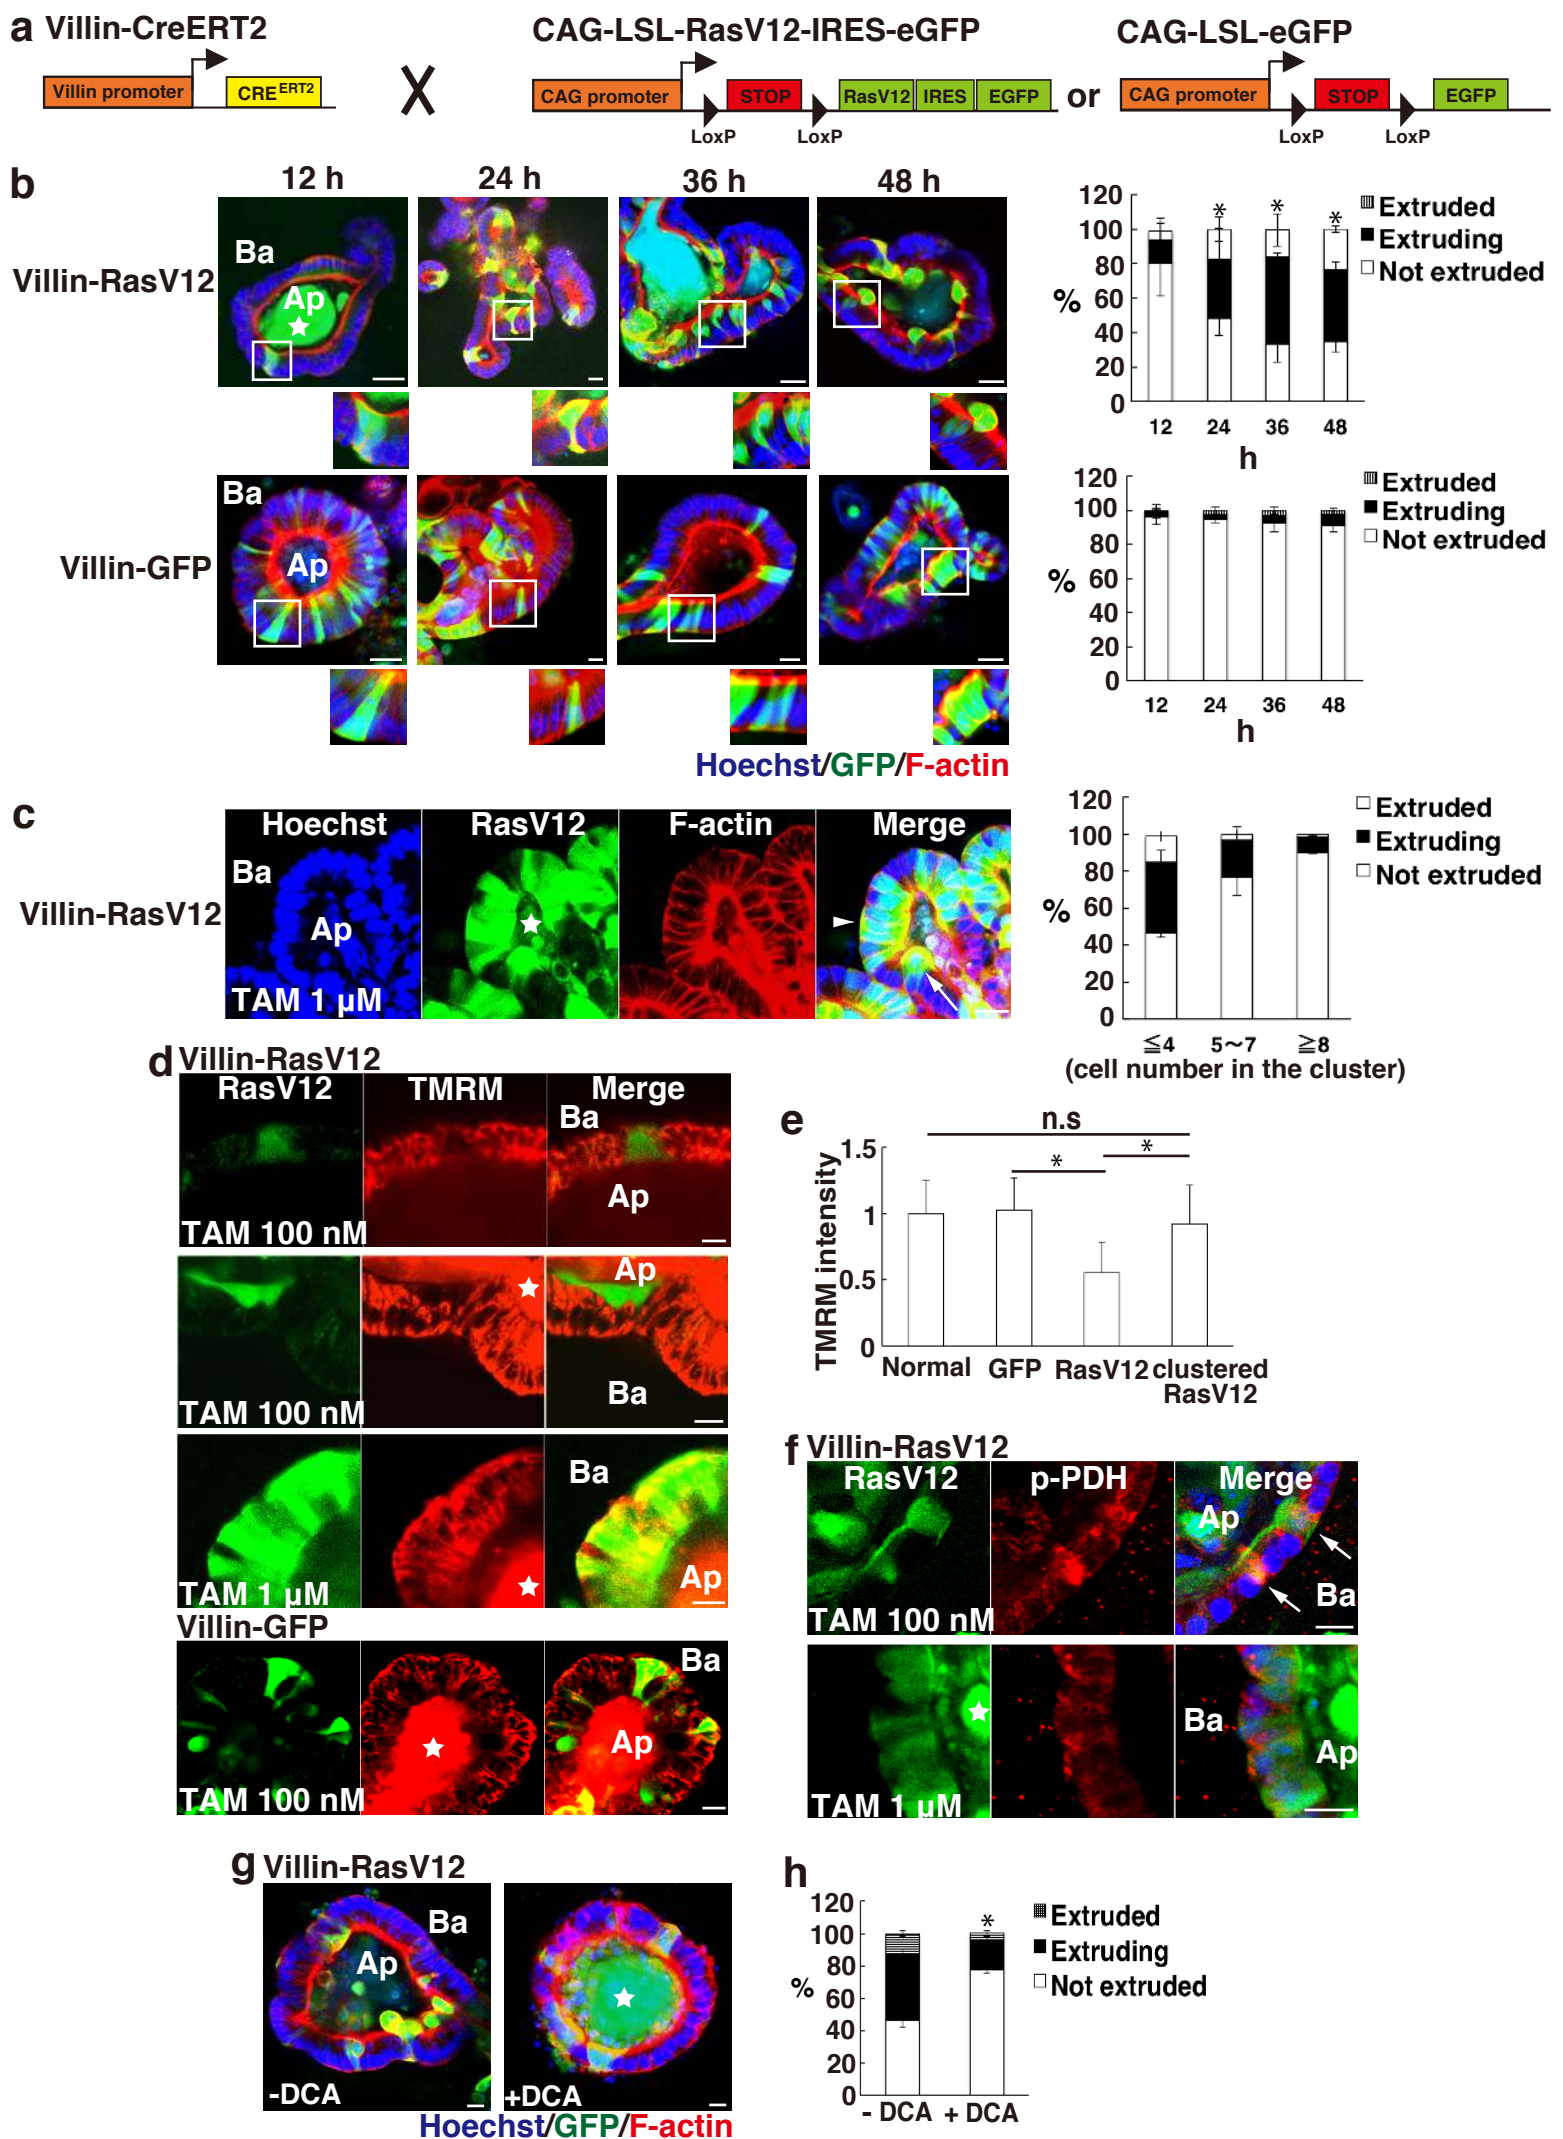 a Villin-CreERT2
CAG-LSL-RasV12-IRES-eGFP
CAG-LSL-eGFP
Villin promoter
CRE ERT2
X
CAG promoter
STOP
RasV12
IRES
EGFP
or
CAG promoter
STOP
EGFP
LoxP
LoxP
LoxP
LoxP
b
12 h
24 h
36 h
48 h
Villin-RasV12
Ba
Ap
120
100
80
60
40
20
0
%
* * *
Extruded
Extruding
Not extruded
12 24 36 48
h
Villin-GFP
Ba
Ap
120
100
80
60
40
20
0
%
Extruded
Extruding
Not extruded
12 24 36 48
h
Hoechst/GFP/F-actin
c
Villin-RasV12
Hoechst
RasV12
F-actin
Merge
Ba
Ap
TAM 1 µM
120
100
80
60
40
20
0
%
Extruded
Extruding
Not extruded
≦4 5~7 ≧8
(cell number in the cluster)
d Villin-RasV12
RasV12
TMRM
Merge
Ba
Ap
TAM 100 nM
Ap
Ba
TAM 100 nM
Ba
Ap
TAM 1 µM
Villin-GFP
Ba
Ap
TAM 100 nM
e
n.s
* *
1.5
1
0.5
0
TMRM intensity
Normal GFP RasV12 clustered
RasV12
f Villin-RasV12
RasV12
p-PDH
Merge
Ap
Ba
TAM 100 nM
Ba
Ap
TAM 1 µM
g Villin-RasV12
Ba
Ap
-DCA
+DCA
Hoechst/GFP/F-actin
h
120
100
80
60
40
20
0
%
*
Extruded
Extruding
Not extruded
- DCA + DCA